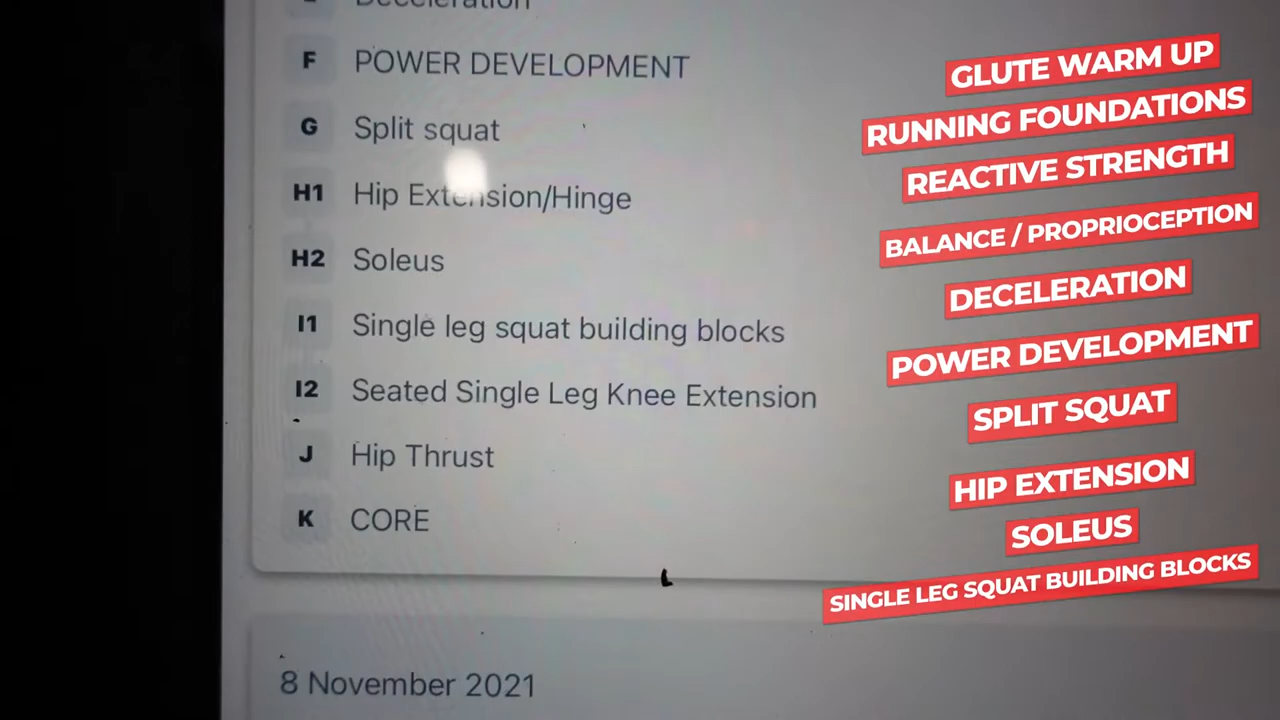 Deceleration
F POWER DEVELOPMENT
G Split squat
H1 Hip Extension/Hinge
H2 Soleus
I1 Single leg squat building blocks
I2 Seated Single Leg Knee Extension
J Hip Thrust
K CORE
8 November 2021
GLUTE WARM UP
RUNNING FOUNDATIONS
REACTIVE STRENGTH
BALANCE / PROPRIOCEPTION
DECELERATION
POWER DEVELOPMENT
SPLIT SQUAT
HIP EXTENSION
SOLEUS
SINGLE LEG SQUAT BUILDING BLOCKS